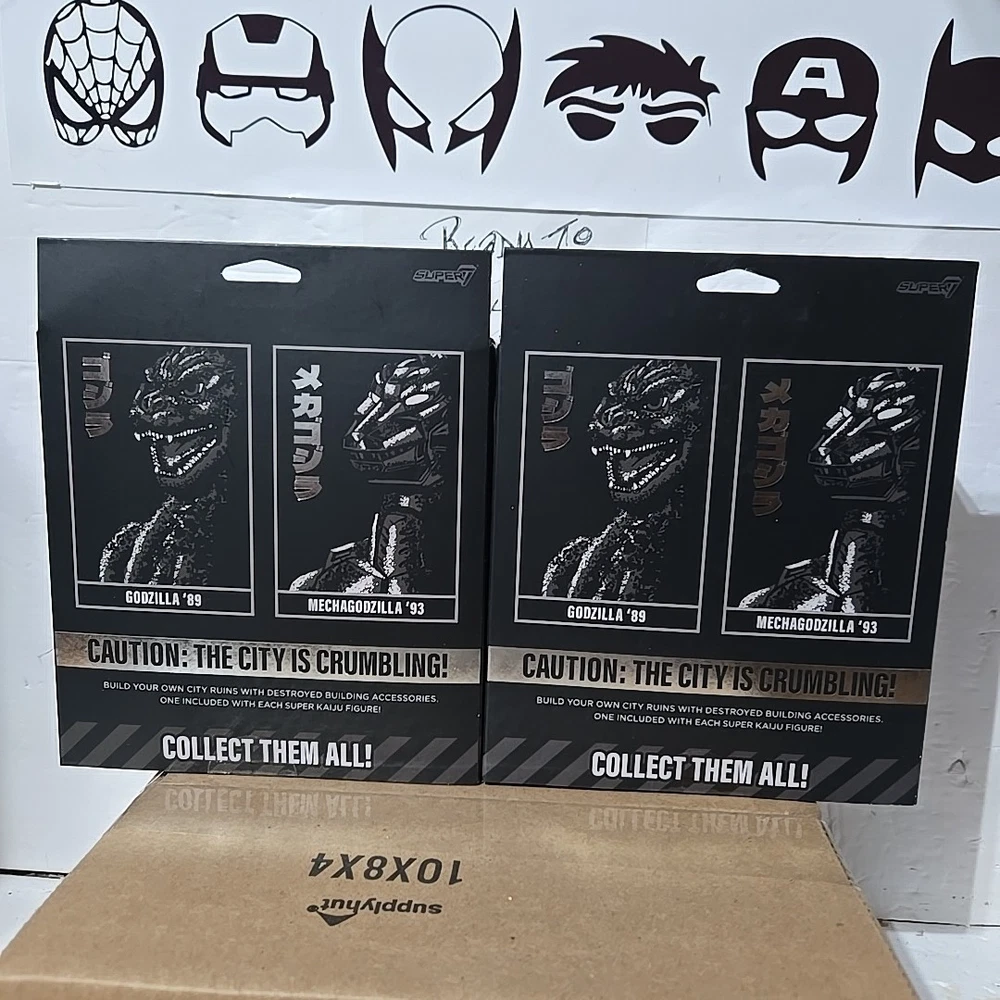 A
READY TO
SUPER7
ゴジラ
メカゴジラ
GODZILLA '89
MECHAGODZILLA '93
CAUTION: THE CITY IS CRUMBLING!
BUILD YOUR OWN CITY RUINS WITH DESTROYED BUILDING ACCESSORIES.
ONE INCLUDED WITH EACH SUPER KAIJU FIGURE!
COLLECT THEM ALL!
SUPER7
ゴジラ
メカゴジラ
GODZILLA '89
MECHAGODZILLA '93
CAUTION: THE CITY IS CRUMBLING!
BUILD YOUR OWN CITY RUINS WITH DESTROYED BUILDING ACCESSORIES.
ONE INCLUDED WITH EACH SUPER KAIJU FIGURE!
COLLECT THEM ALL!
10X8X4
supplyhut®